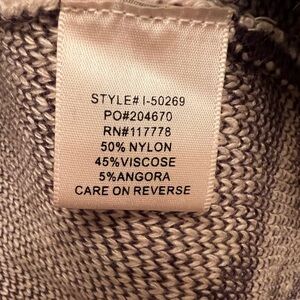 STYLE# I-50269
PO#204670
RN#117778
50% NYLON
45%VISCOSE
5%ANGORA
CARE ON REVERSE